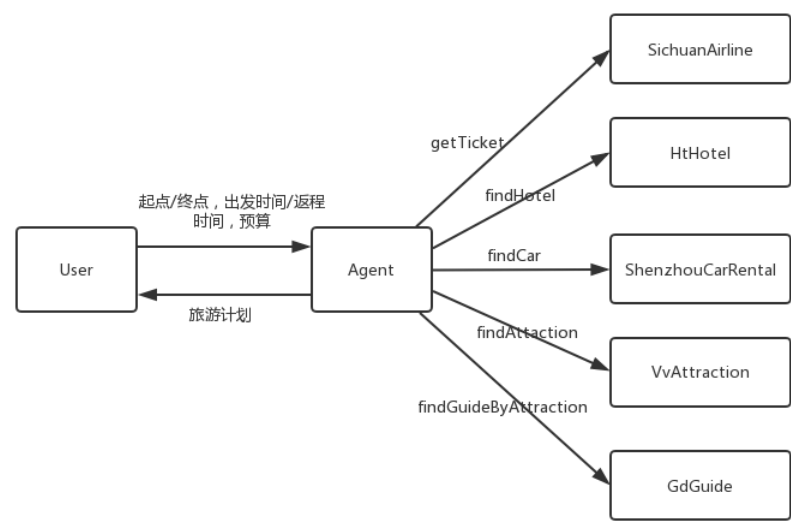 SichuanAirline
getTicket
HtHotel
findHotel
起点/终点，出发时间/返程
时间，预算
User
Agent
findCar
ShenzhouCarRental
旅游计划
findAttaction
VvAttraction
findGuideByAttraction
GdGuide